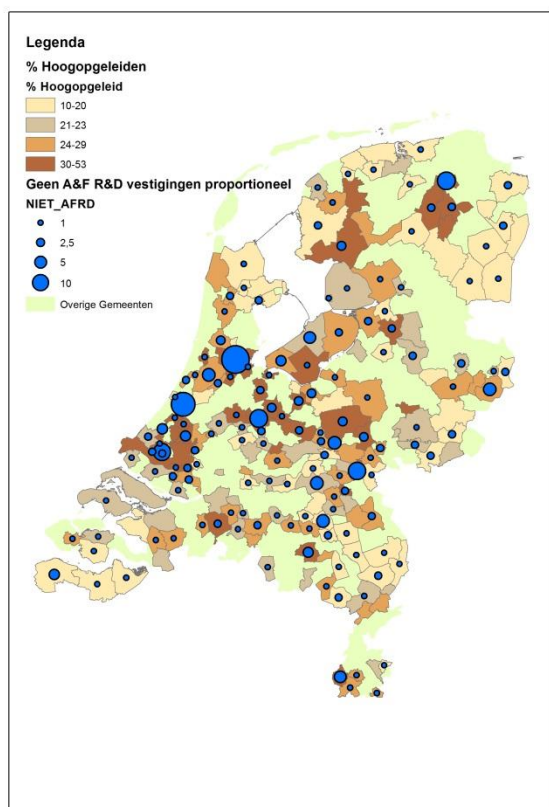 Legenda
% Hoogopgeleiden
% Hoogopgeleid
10-20
21-23
24-29
30-53
Geen A&F R&D vestigingen proportioneel
NIET_AFRD
1
2,5
5
10
Overige Gemeenten